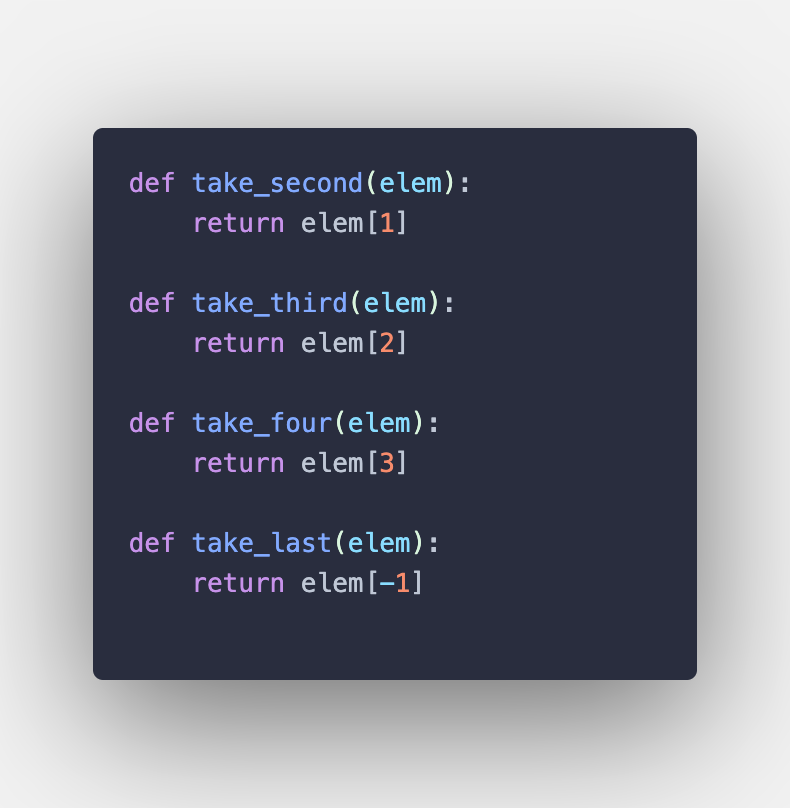 def take_second(elem):
    return elem[1]

def take_third(elem):
    return elem[2]

def take_four(elem):
    return elem[3]

def take_last(elem):
    return elem[-1]